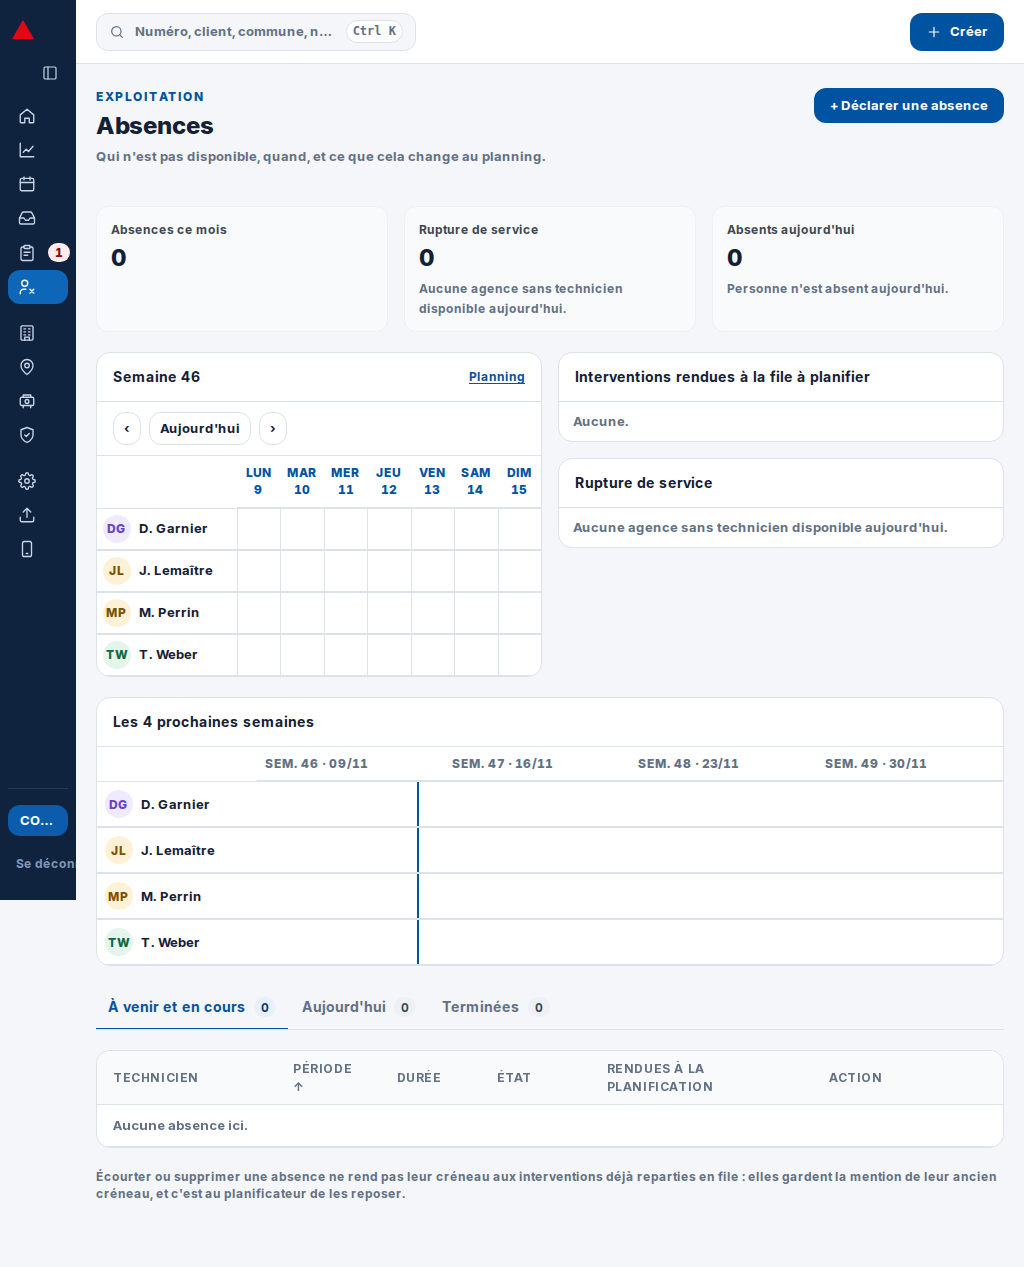 Numéro, client, commune, n… Ctrl K
Créer
EXPLOITATION
+ Déclarer une absence
Absences
Qui n'est pas disponible, quand, et ce que cela change au planning.
1
Absences ce mois
0
Rupture de service
0
Aucune agence sans technicien
disponible aujourd'hui.
Absents aujourd'hui
0
Personne n'est absent aujourd'hui.
Semaine 46 Planning
‹ Aujourd'hui ›
LUN MAR MER JEU VEN SAM DIM
9 10 11 12 13 14 15
DG D. Garnier
JL J. Lemaître
MP M. Perrin
TW T. Weber
Interventions rendues à la file à planifier
Aucune.
Rupture de service
Aucune agence sans technicien disponible aujourd'hui.
Les 4 prochaines semaines
SEM. 46 · 09/11 SEM. 47 · 16/11 SEM. 48 · 23/11 SEM. 49 · 30/11
DG D. Garnier
JL J. Lemaître
MP M. Perrin
TW T. Weber
CO…
Se décon
À venir et en cours 0 Aujourd'hui 0 Terminées 0
TECHNICIEN PÉRIODE ↑ DURÉE ÉTAT RENDUES À LA PLANIFICATION ACTION
Aucune absence ici.
Écourter ou supprimer une absence ne rend pas leur créneau aux interventions déjà reparties en file : elles gardent la mention de leur ancien
créneau, et c'est au planificateur de les reposer.